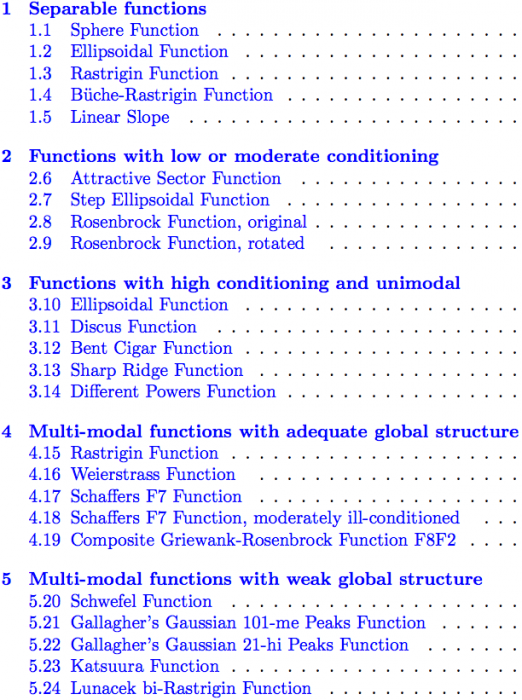 1 Separable functions
1.1 Sphere Function . . . . . . . . . . . . . . . . . . . . .
1.2 Ellipsoidal Function . . . . . . . . . . . . . . . . . . .
1.3 Rastrigin Function . . . . . . . . . . . . . . . . . . . .
1.4 Büche-Rastrigin Function . . . . . . . . . . . . . . . .
1.5 Linear Slope . . . . . . . . . . . . . . . . . . . . . . .
2 Functions with low or moderate conditioning
2.6 Attractive Sector Function . . . . . . . . . . . . . . .
2.7 Step Ellipsoidal Function . . . . . . . . . . . . . . . .
2.8 Rosenbrock Function, original . . . . . . . . . . . . . .
2.9 Rosenbrock Function, rotated . . . . . . . . . . . . .
3 Functions with high conditioning and unimodal
3.10 Ellipsoidal Function . . . . . . . . . . . . . . . . . . .
3.11 Discus Function . . . . . . . . . . . . . . . . . . . . .
3.12 Bent Cigar Function . . . . . . . . . . . . . . . . . . .
3.13 Sharp Ridge Function . . . . . . . . . . . . . . . . . .
3.14 Different Powers Function . . . . . . . . . . . . . . . .
4 Multi-modal functions with adequate global structure
4.15 Rastrigin Function . . . . . . . . . . . . . . . . . . . .
4.16 Weierstrass Function . . . . . . . . . . . . . . . . . .
4.17 Schaffers F7 Function . . . . . . . . . . . . . . . . . .
4.18 Schaffers F7 Function, moderately ill-conditioned . . .
4.19 Composite Griewank-Rosenbrock Function F8F2 . . . .
5 Multi-modal functions with weak global structure
5.20 Schwefel Function . . . . . . . . . . . . . . . . . . . .
5.21 Gallagher's Gaussian 101-me Peaks Function . . . . . .
5.22 Gallagher's Gaussian 21-hi Peaks Function . . . . . . .
5.23 Katsuura Function . . . . . . . . . . . . . . . . . . . .
5.24 Lunacek bi-Rastrigin Function . . . . . . . . . . . . .